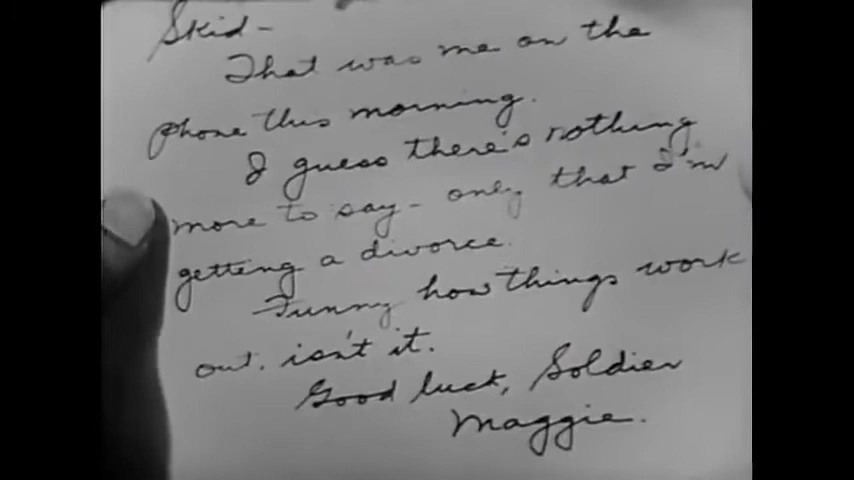 Skid-
That was me on the
phone this morning.
I guess there's nothing
more to say - only that I'm
getting a divorce.
Funny how things work
out, isn't it.
Good luck, Soldier
Maggie.